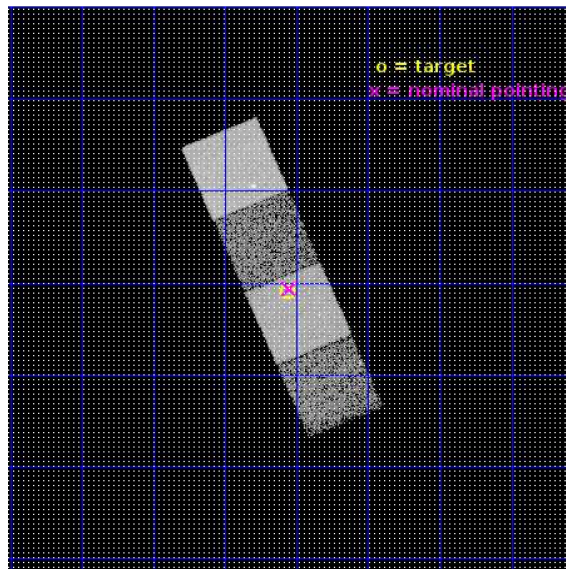 o = target
x = nominal pointing